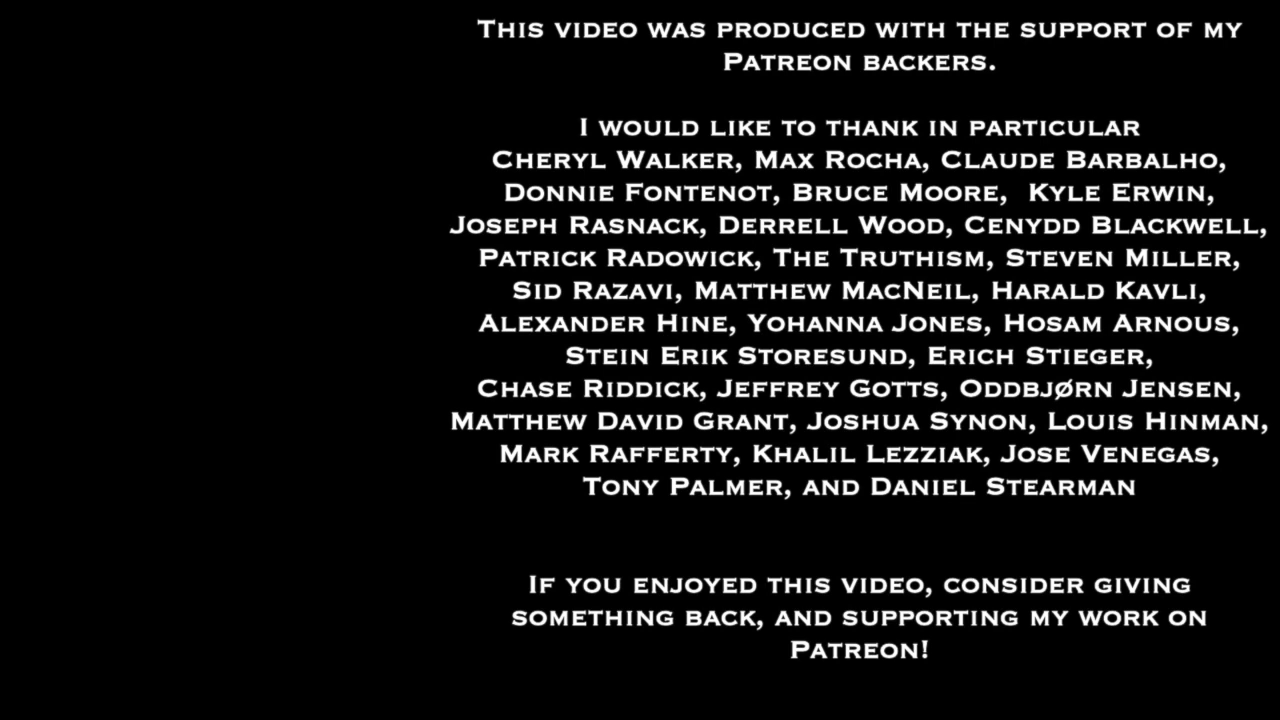 This video was produced with the support of my
Patreon backers.
I would like to thank in particular
Cheryl Walker, Max Rocha, Claude Barbalho,
Donnie Fontenot, Bruce Moore,  Kyle Erwin,
Joseph Rasnack, Derrell Wood, Cenydd Blackwell,
Patrick Radowick, The Truthism, Steven Miller,
Sid Razavi, Matthew MacNeil, Harald Kavli,
Alexander Hine, Yohanna Jones, Hosam Arnous,
Stein Erik Storesund, Erich Stieger,
Chase Riddick, Jeffrey Gotts, Oddbjørn Jensen,
Matthew David Grant, Joshua Synon, Louis Hinman,
Mark Rafferty, Khalil Lezziak, Jose Venegas,
Tony Palmer, and Daniel Stearman
If you enjoyed this video, consider giving
something back, and supporting my work on
Patreon!